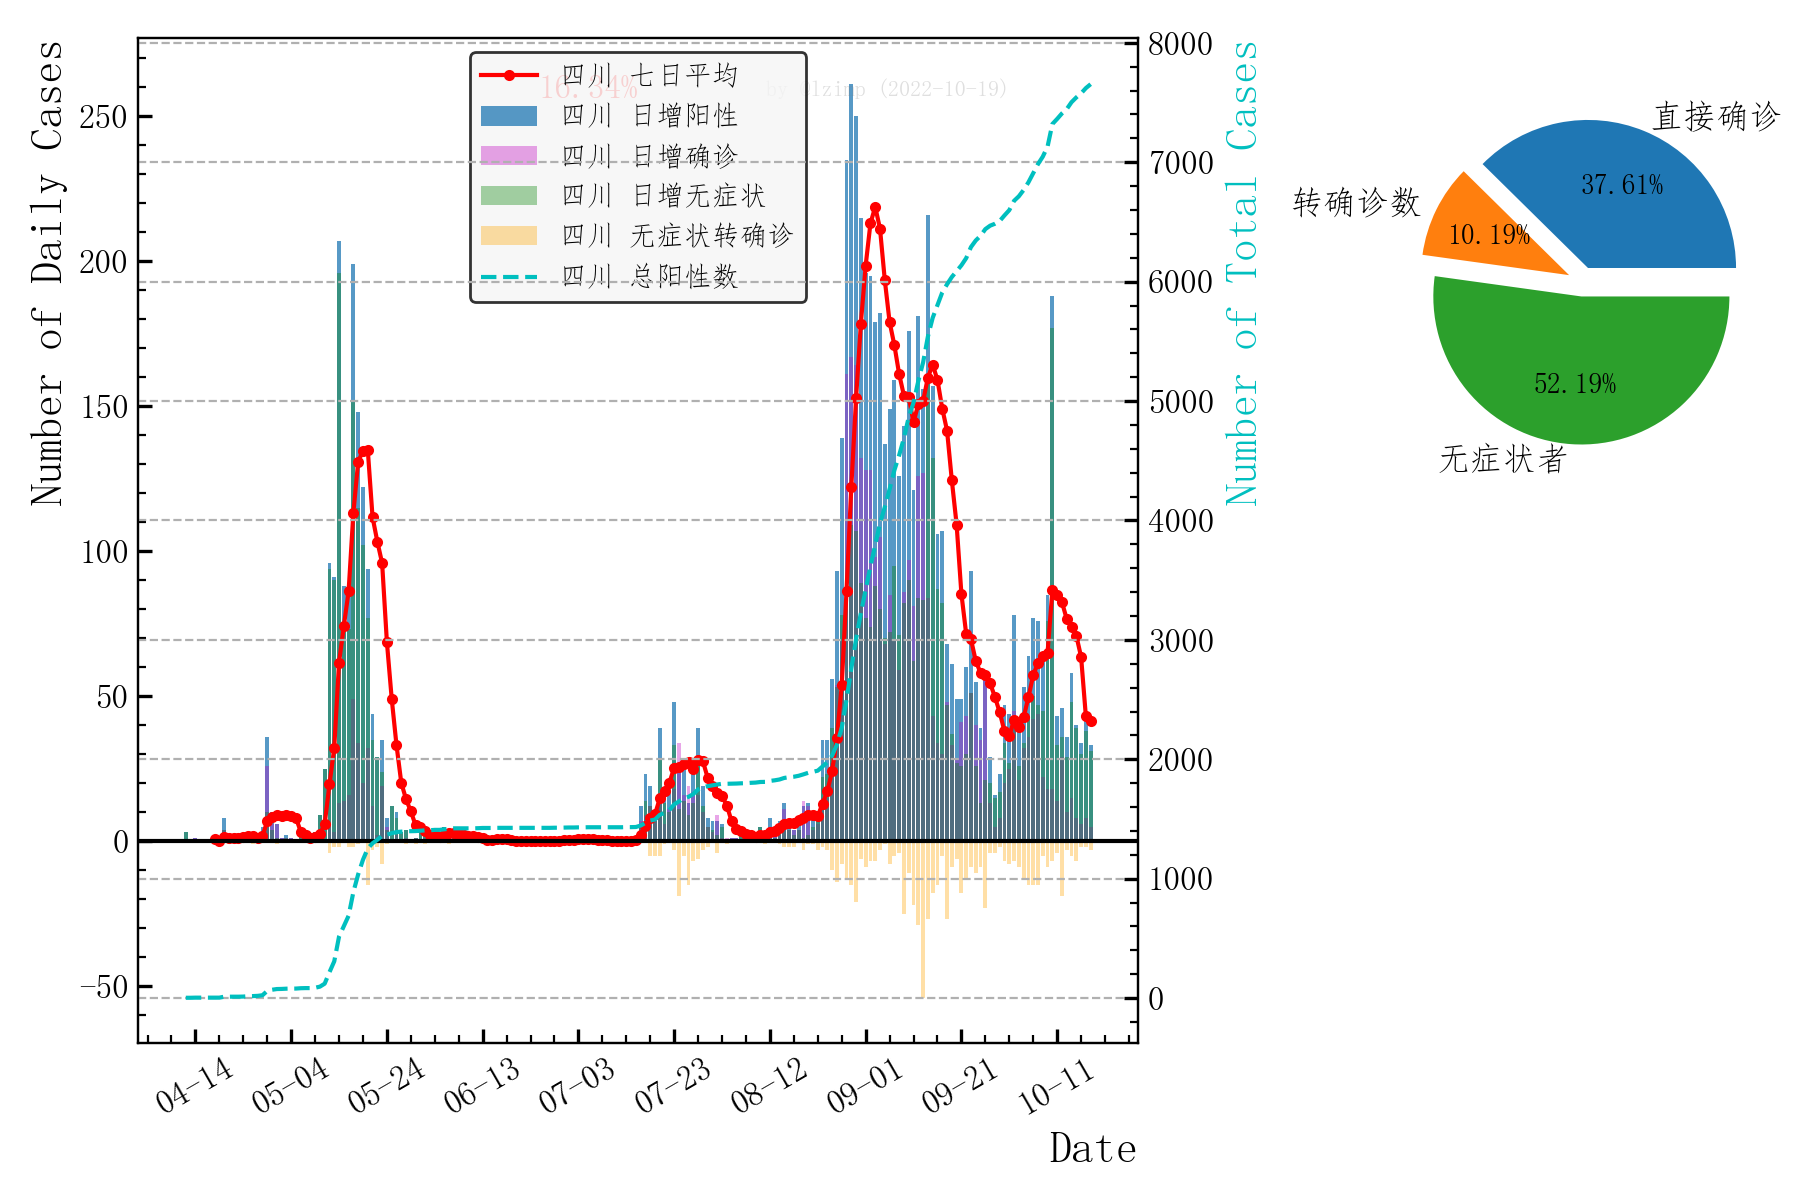 Number of Daily Cases
250
200
150
100
50
0
−50
四川 七日平均
四川 日增阳性
四川 日增确诊
四川 日增无症状
四川 无症状转确诊
四川 总阳性数
16.34%
(2022-10-19)
8000
7000
6000
5000
4000
3000
2000
1000
0
Number of Total Cases
04-14
05-04
05-24
06-13
07-03
07-23
08-12
09-01
09-21
10-11
Date
直接确诊
37.61%
转确诊数
10.19%
52.19%
无症状者